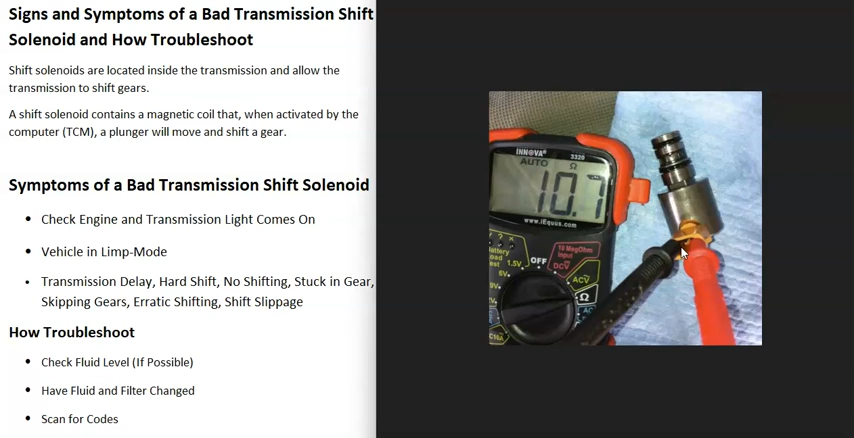 Signs and Symptoms of a Bad Transmission Shift
Solenoid and How Troubleshoot
Shift solenoids are located inside the transmission and allow the
transmission to shift gears.
A shift solenoid contains a magnetic coil that, when activated by the
computer (TCM), a plunger will move and shift a gear.
Symptoms of a Bad Transmission Shift Solenoid
• Check Engine and Transmission Light Comes On
• Vehicle in Limp-Mode
• Transmission Delay, Hard Shift, No Shifting, Stuck in Gear,
Skipping Gears, Erratic Shifting, Shift Slippage
How Troubleshoot
• Check Fluid Level (If Possible)
• Have Fluid and Filter Changed
• Scan for Codes
INNOVA® 3320
AUTO Ω
10.1
www.iEquus.com
10 MegOhm
Input
OFF
DCV
ACV
1.5V
6V
9V
Ω